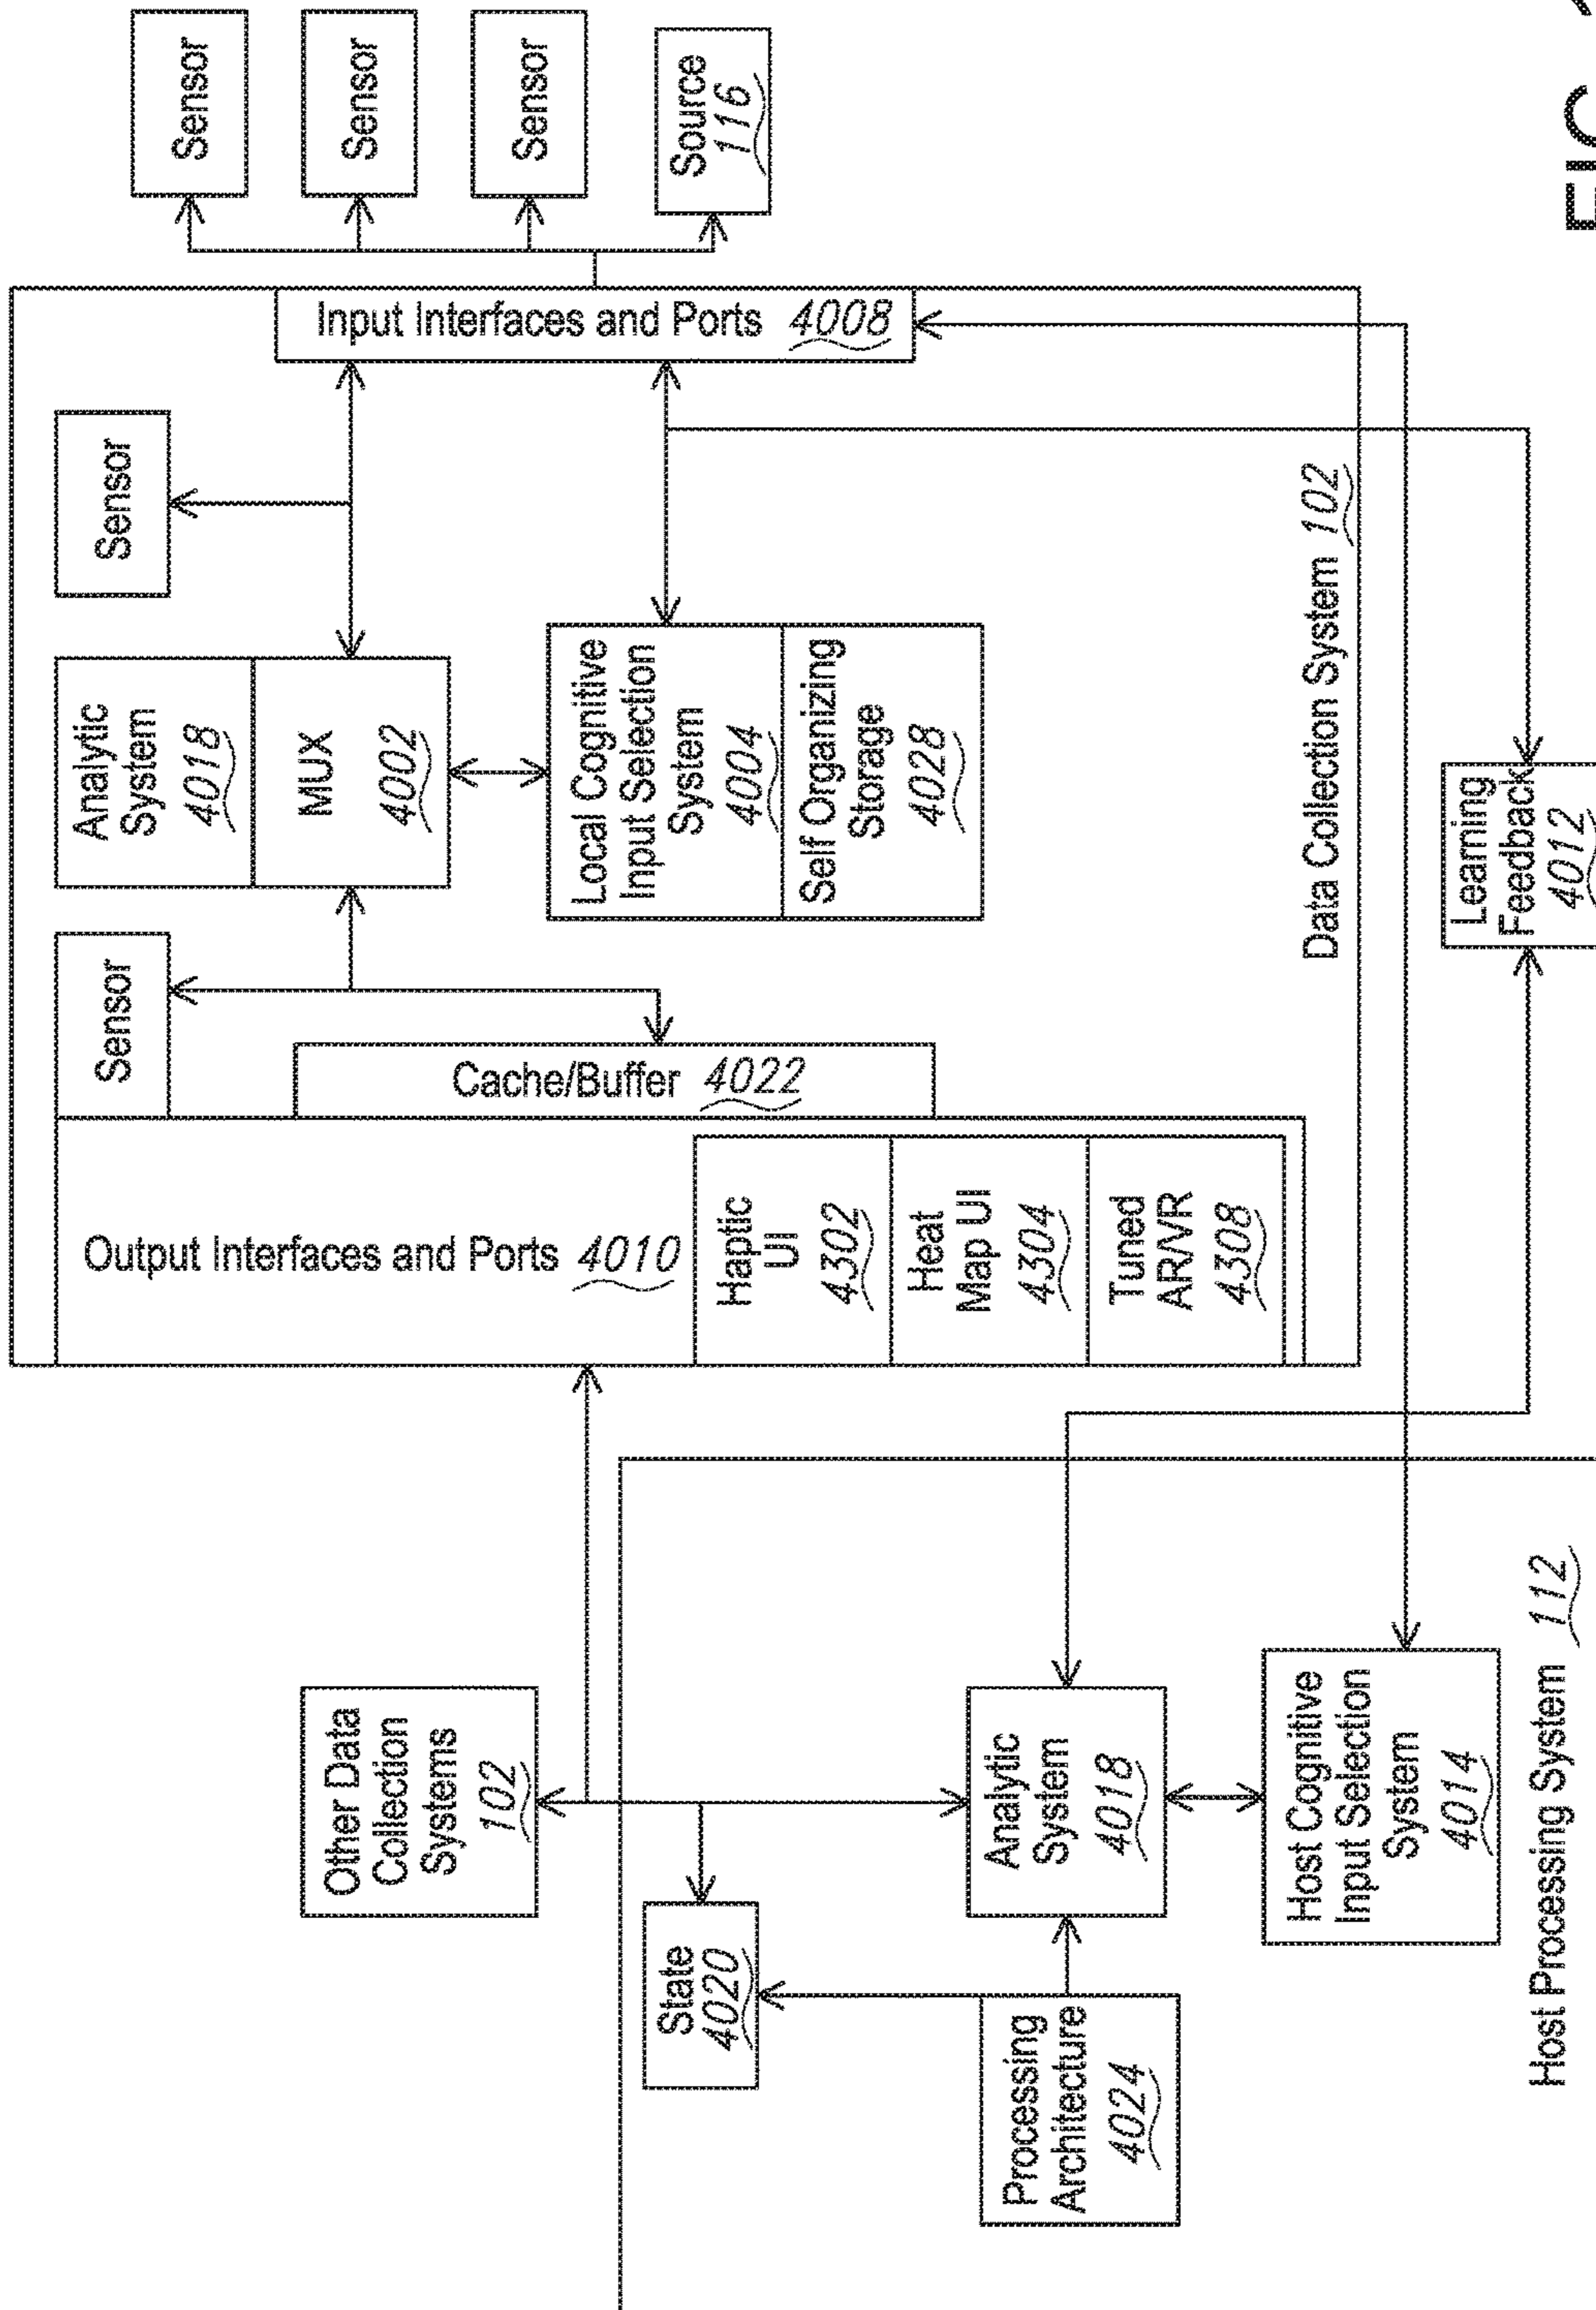 Sensor
Sensor
Sensor
Source
116
Input Interfaces and Ports 4008
Sensor
Analytic
System
4018
MUX
4002
Local Cognitive
Input Selection
System
4004
Self Organizing
Storage
4028
Sensor
Cache/Buffer 4022
Output Interfaces and Ports 4010
Haptic
UI
4302
Heat
Map UI
4304
Tuned
AR/VR
4308
Data Collection System 102
Learning
Feedback
4012
Other Data
Collection
Systems
102
State
4020
Analytic
System
4018
Processing
Architecture
4024
Host Cognitive
Input Selection
System
4014
Host Processing System 112